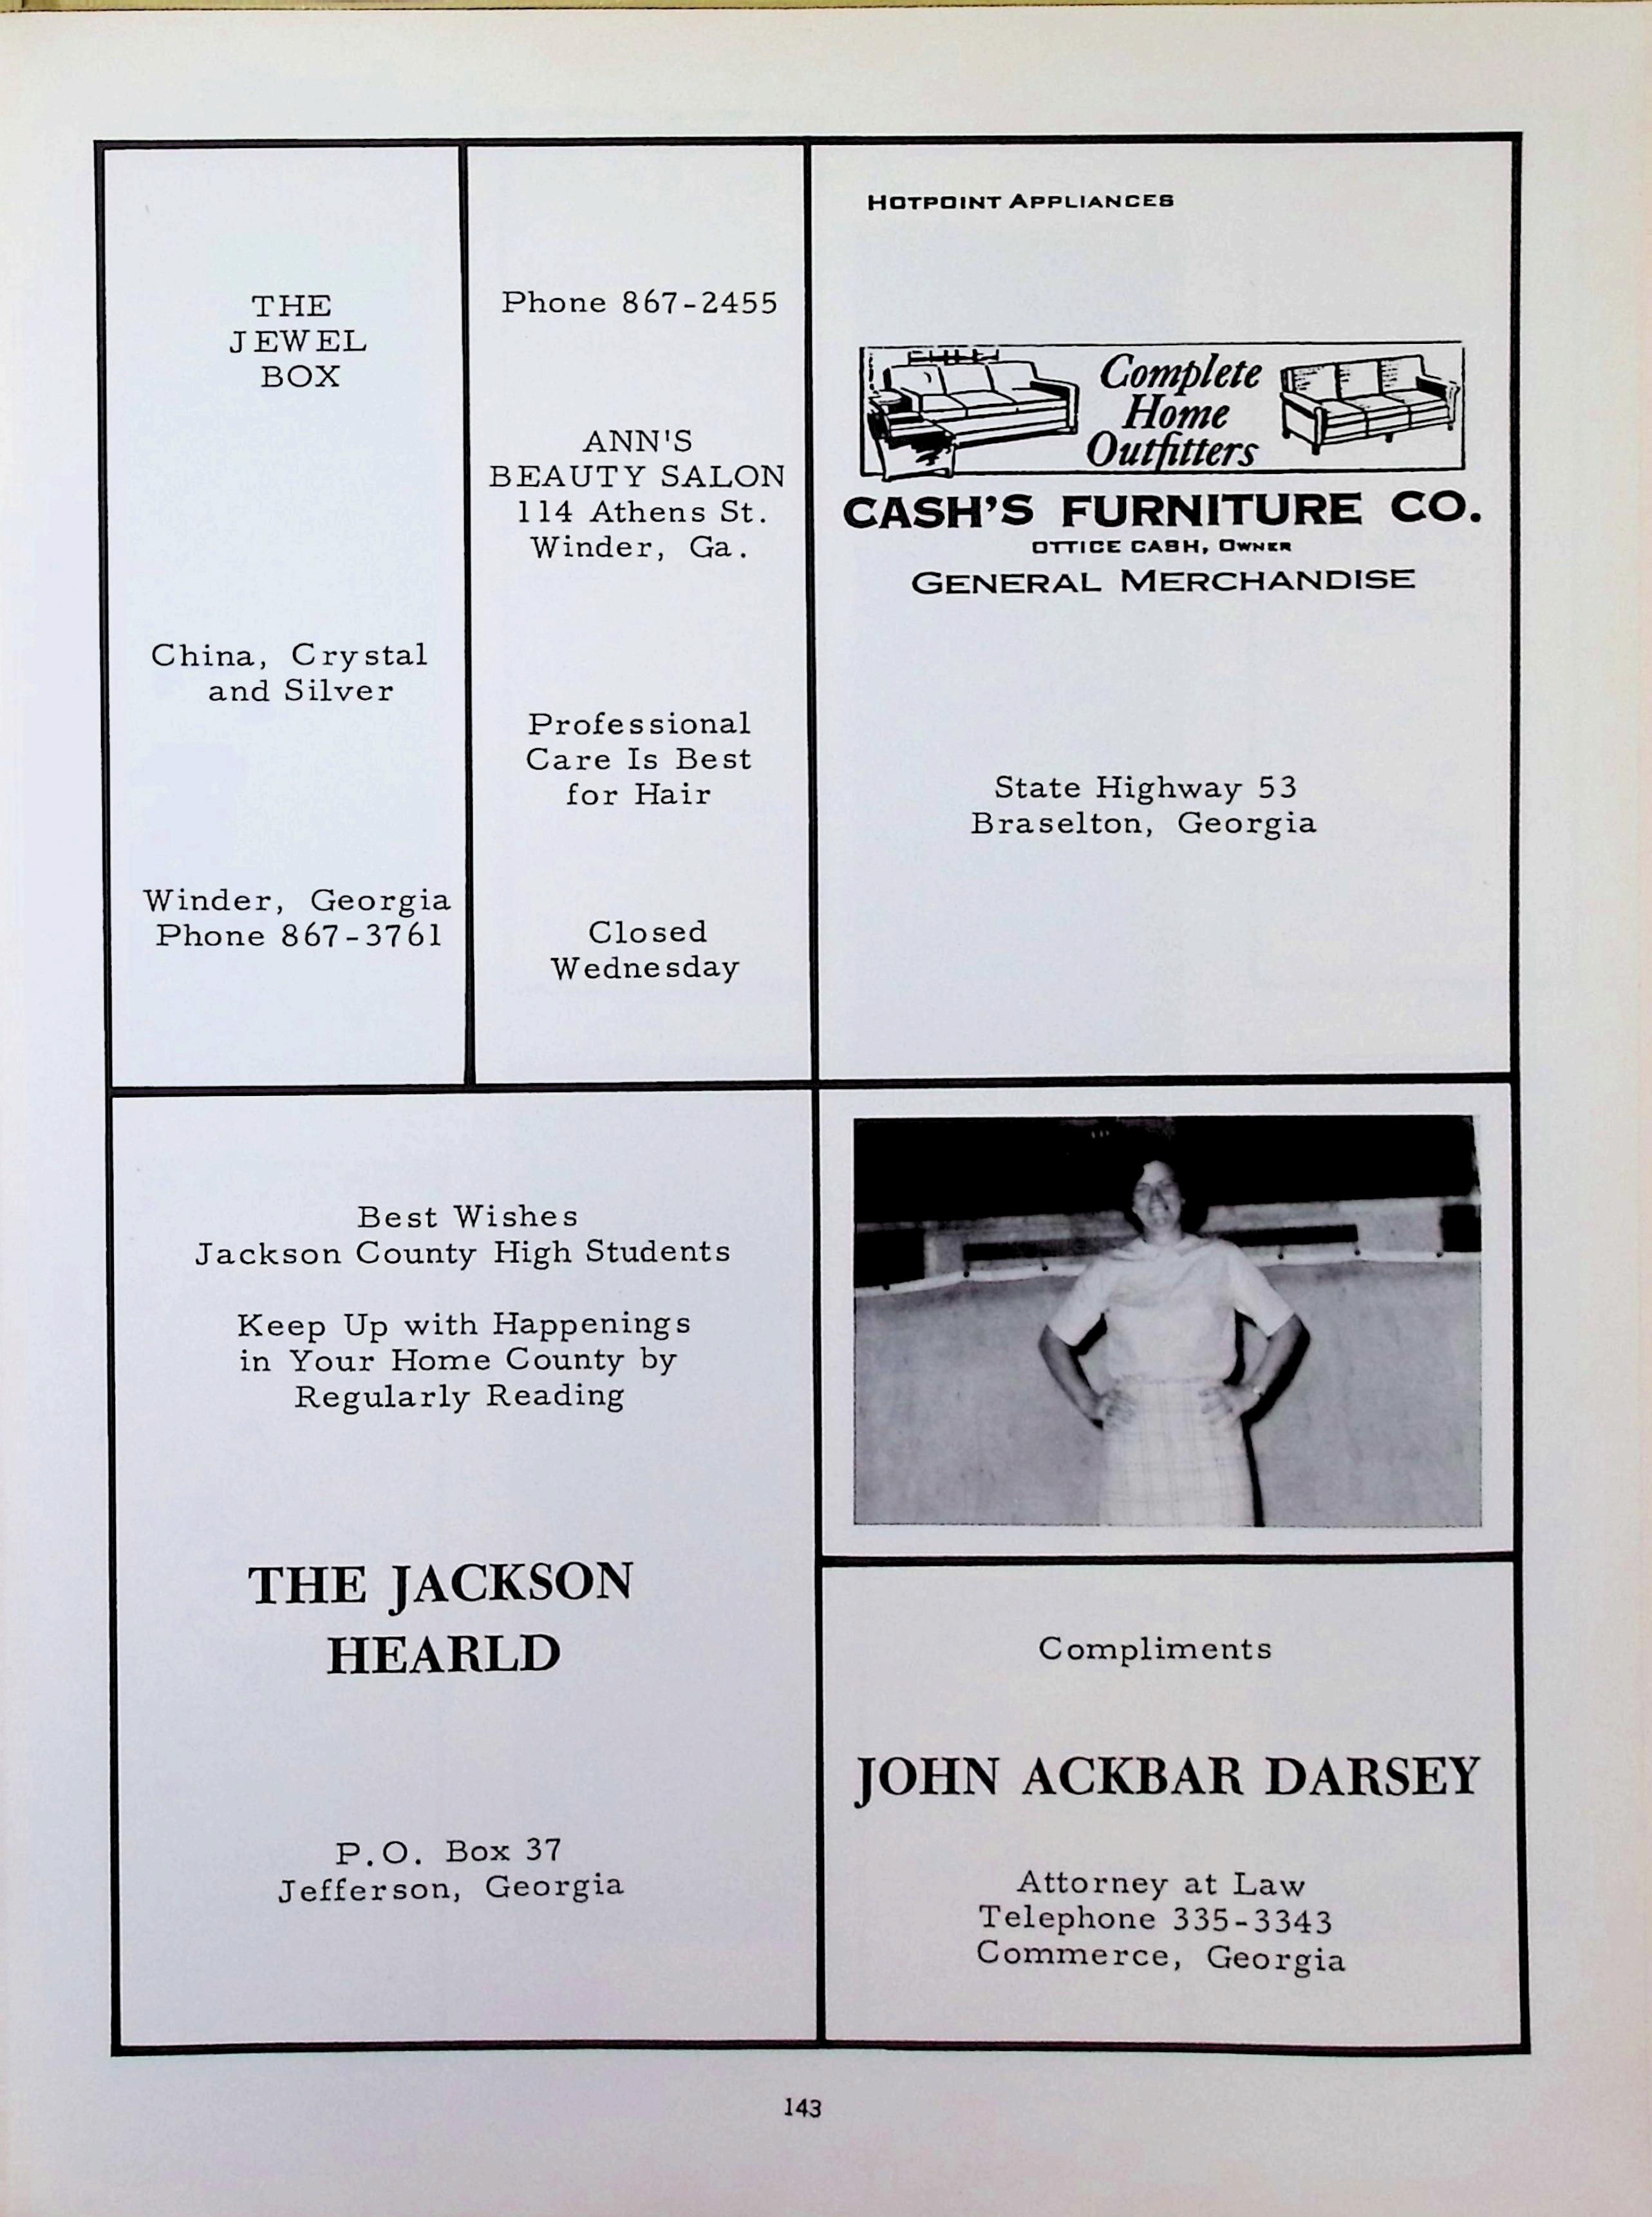 THE
JEWEL
BOX
China, Crystal
and Silver
Winder, Georgia
Phone 867-3761
Phone 867-2455
ANN'S
BEAUTY SALON
114 Athens St.
Winder, Ga.
Professional
Care Is Best
for Hair
Closed
Wednesday
HOTPOINT APPLIANCES
Complete
Home
Outfitters
CASH'S FURNITURE CO.
OTTICE CASH, OWNER
GENERAL MERCHANDISE
State Highway 53
Braselton, Georgia
Best Wishes
Jackson County High Students
Keep Up with Happenings
in Your Home County by
Regularly Reading
THE JACKSON
HEARLD
P.O. Box 37
Jefferson, Georgia
Compliments
JOHN ACKBAR DARSEY
Attorney at Law
Telephone 335-3343
Commerce, Georgia
143